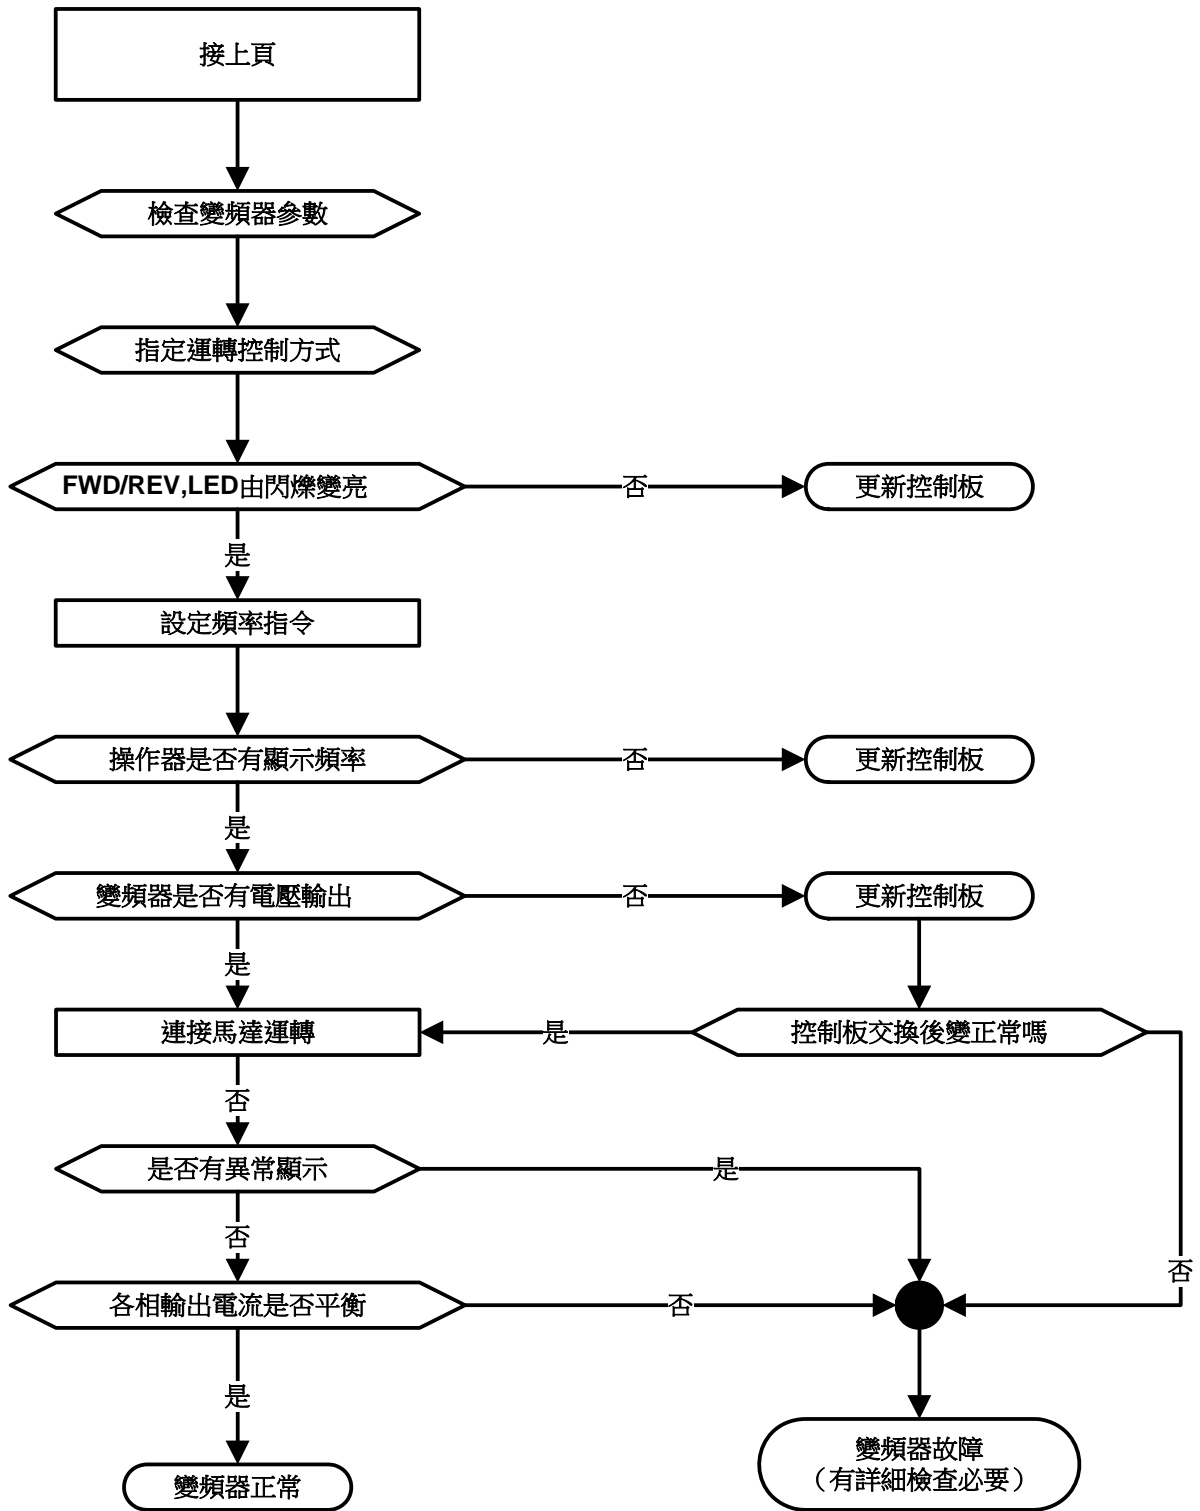 接上頁
檢查變頻器參數
指定運轉控制方式
FWD/REV,LED由閃爍變亮
否
更新控制板
是
設定頻率指令
操作器是否有顯示頻率
否
更新控制板
是
變頻器是否有電壓輸出
否
更新控制板
是
連接馬達運轉
是
控制板交換後變正常嗎
否
是否有異常顯示
是
否
否
各相輸出電流是否平衡
否
是
變頻器故障
（有詳細檢查必要）
變頻器正常